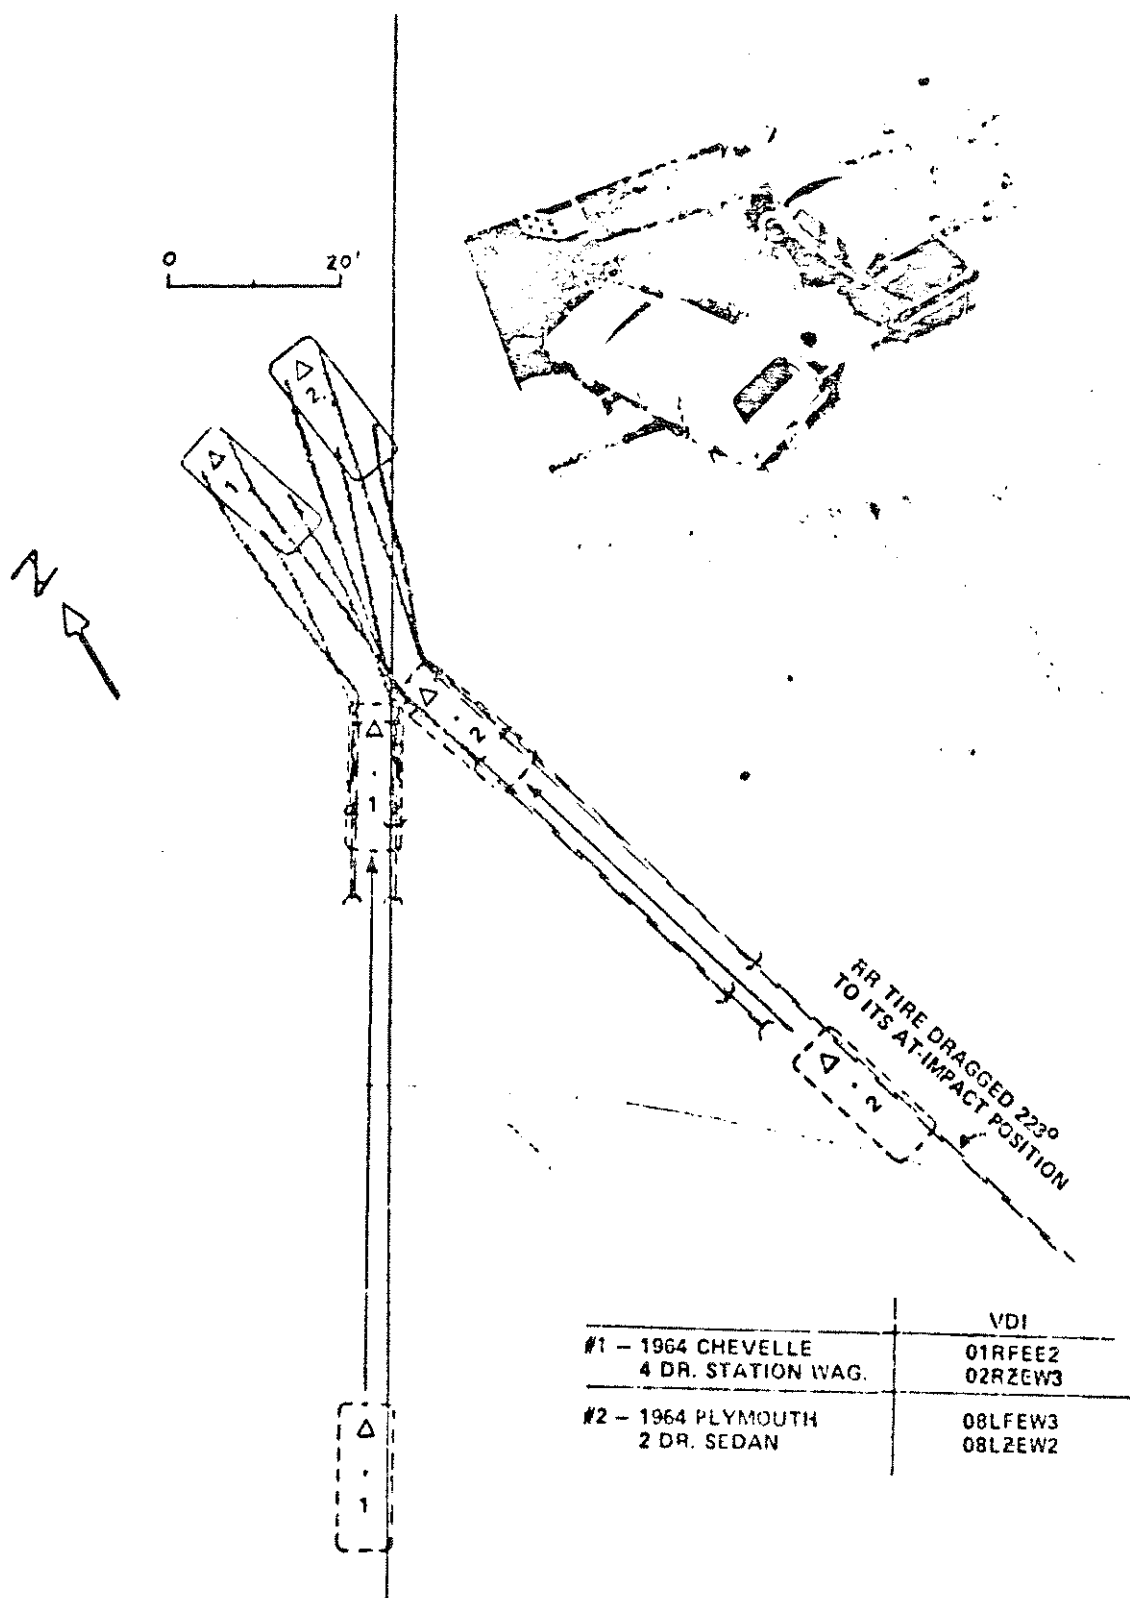 0 20'
2
1
N
2
1
RR TIRE DRAGGED 223º
TO ITS AT-IMPACT POSITION
2
VDI
#1 – 1964 CHEVELLE 01RFEE2
4 DR. STATION WAG. 02RZEW3
#2 – 1964 PLYMOUTH 08LFEW3
2 DR. SEDAN 08LZEW2
1